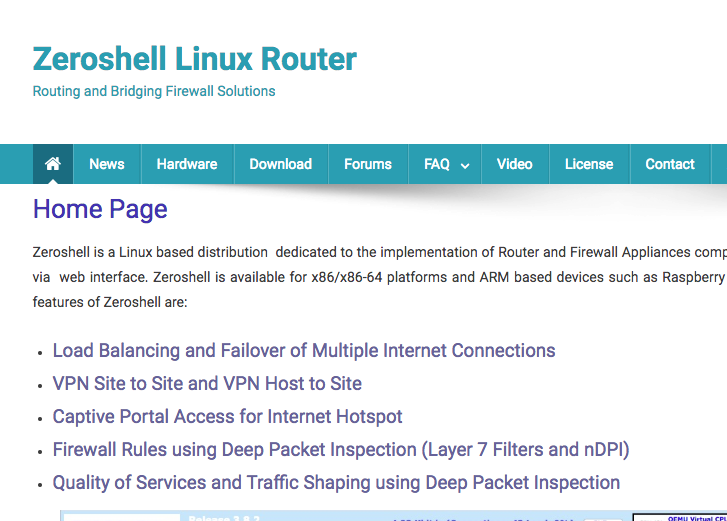 Zeroshell Linux Router
Routing and Bridging Firewall Solutions
News Hardware Download Forums FAQ Video License Contact
Home Page
Zeroshell is a Linux based distribution dedicated to the implementation of Router and Firewall Appliances comp
via web interface. Zeroshell is available for x86/x86-64 platforms and ARM based devices such as Raspberry
features of Zeroshell are:
Load Balancing and Failover of Multiple Internet Connections
VPN Site to Site and VPN Host to Site
Captive Portal Access for Internet Hotspot
Firewall Rules using Deep Packet Inspection (Layer 7 Filters and nDPI)
Quality of Services and Traffic Shaping using Deep Packet Inspection
QEMU Virtual CPU